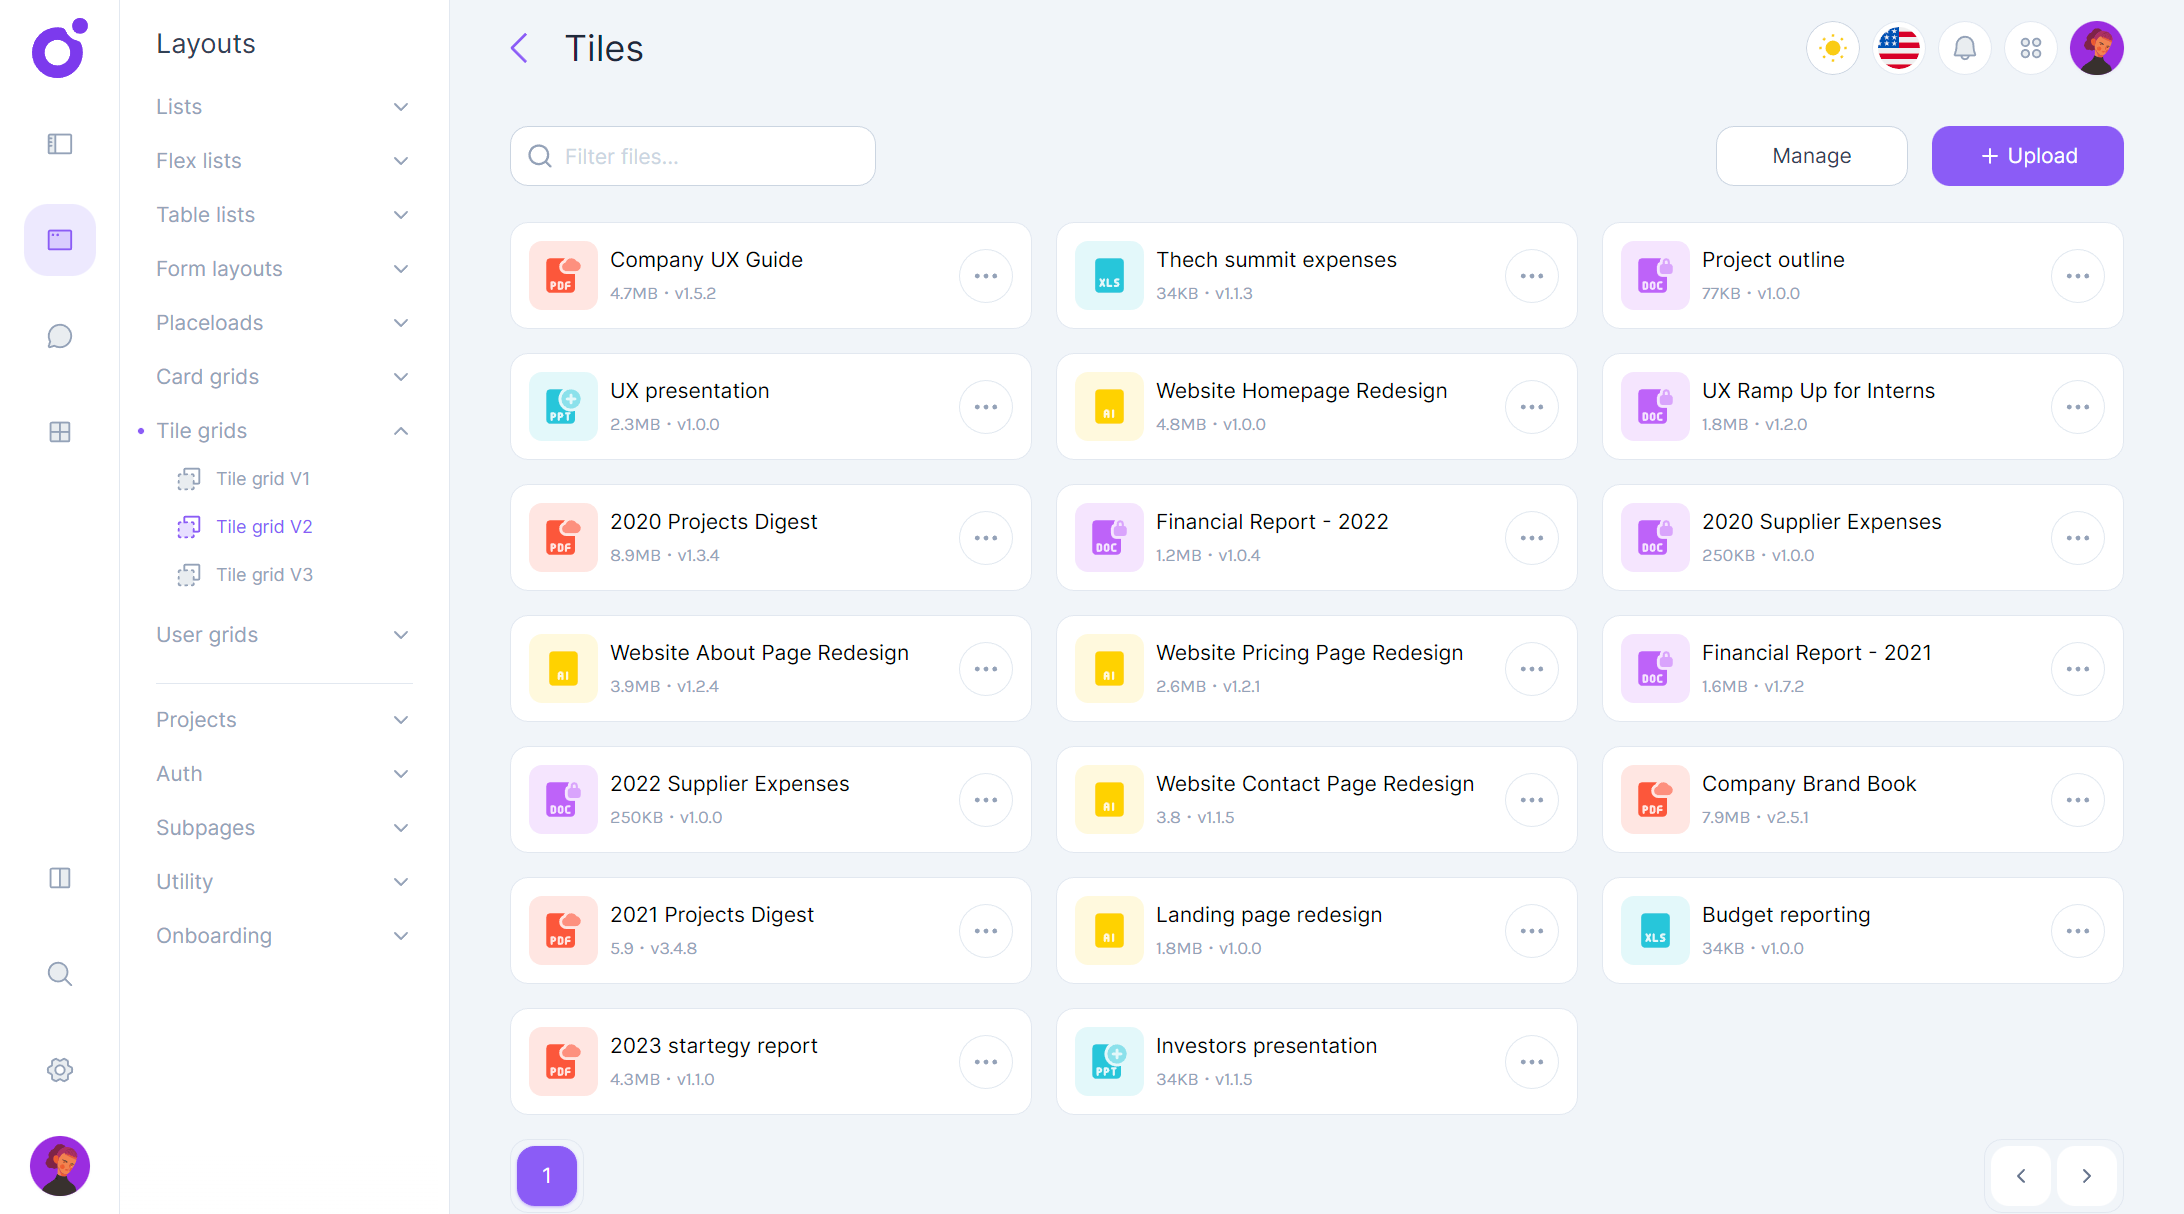 Layouts
Lists
Flex lists
Table lists
Form layouts
Placeloads
Card grids
Tile grids
Tile grid V1
Tile grid V2
Tile grid V3
User grids
Projects
Auth
Subpages
Utility
Onboarding
Tiles
Filter files...
Manage
+ Upload
PDF
Company UX Guide
4.7MB • v1.5.2
XLS
Thech summit expenses
34KB • v1.1.3
DOC
Project outline
77KB • v1.0.0
PPT
UX presentation
2.3MB • v1.0.0
AI
Website Homepage Redesign
4.8MB • v1.0.0
DOC
UX Ramp Up for Interns
1.8MB • v1.2.0
PDF
2020 Projects Digest
8.9MB • v1.3.4
DOC
Financial Report - 2022
1.2MB • v1.0.4
DOC
2020 Supplier Expenses
250KB • v1.0.0
AI
Website About Page Redesign
3.9MB • v1.2.4
AI
Website Pricing Page Redesign
2.6MB • v1.2.1
DOC
Financial Report - 2021
1.6MB • v1.7.2
DOC
2022 Supplier Expenses
250KB • v1.0.0
AI
Website Contact Page Redesign
3.8 • v1.1.5
PDF
Company Brand Book
7.9MB • v2.5.1
PDF
2021 Projects Digest
5.9 • v3.4.8
AI
Landing page redesign
1.8MB • v1.0.0
XLS
Budget reporting
34KB • v1.0.0
PDF
2023 startegy report
4.3MB • v1.1.0
PPT
Investors presentation
34KB • v1.1.5
1